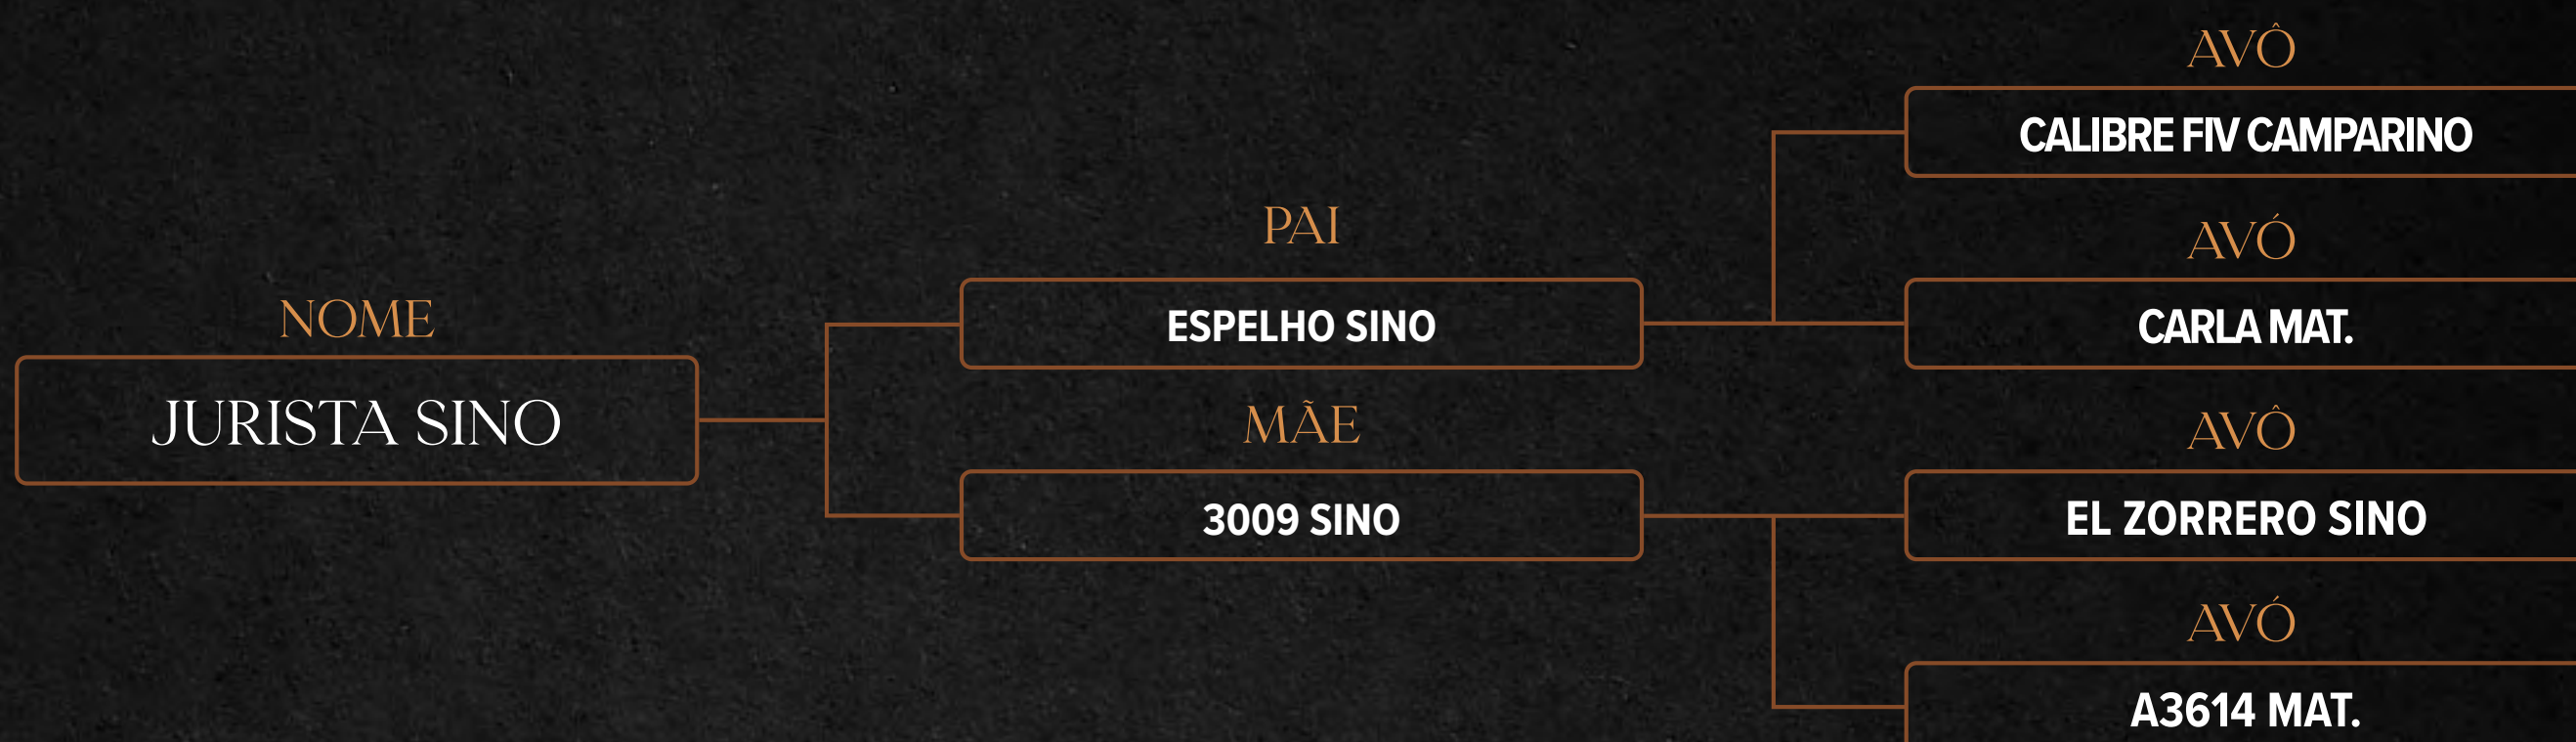 NOME
JURISTA SINO
PAI
ESPELHO SINO
MÃE
3009 SINO
AVÔ
CALIBRE FIV CAMPARINO
AVÓ
CARLA MAT.
AVÔ
EL ZORRERO SINO
AVÓ
A3614 MAT.